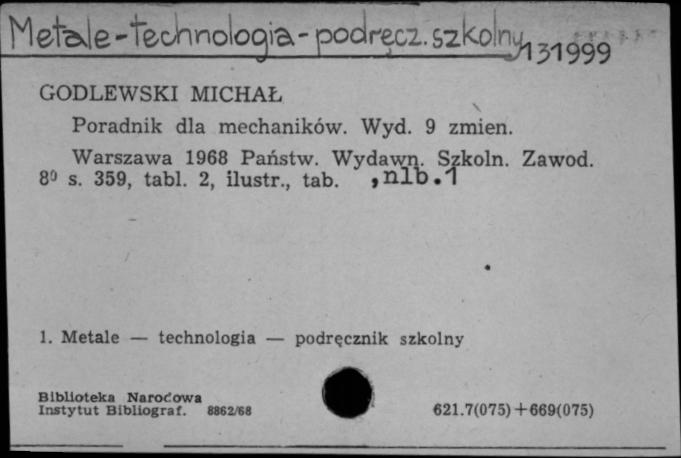 Metale-technologia-podręcz.szkolny
131999
GODLEWSKI MICHAŁ
Poradnik dla mechaników. Wyd. 9 zmien.
Warszawa 1968 Państw. Wydawn. Szkoln. Zawod.
8⁰ s. 359, tabl. 2, ilustr., tab. , nlb.1
1. Metale — technologia — podręcznik szkolny
Biblioteka Narodowa
Instytut Bibliograf. 8862/68
621.7(075)+669(075)